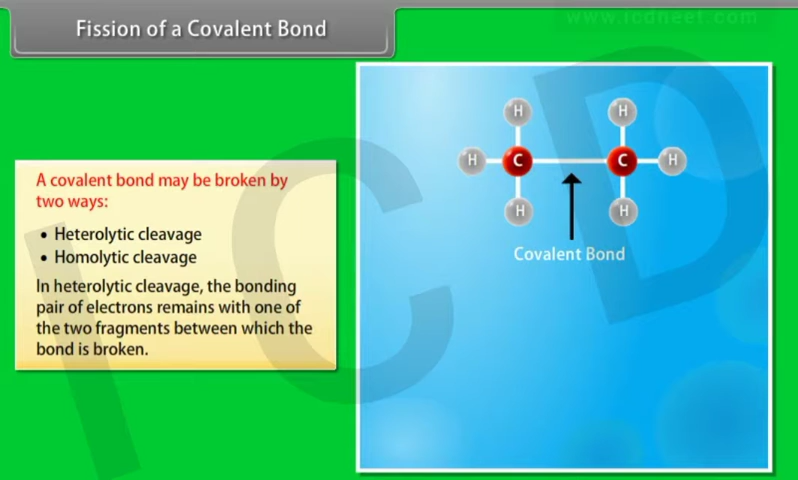 www.icdneet.com
Fission of a Covalent Bond
A covalent bond may be broken by
two ways:
• Heterolytic cleavage
• Homolytic cleavage
In heterolytic cleavage, the bonding
pair of electrons remains with one of
the two fragments between which the
bond is broken.
H H
H C C H
H H
Covalent Bond
I C D